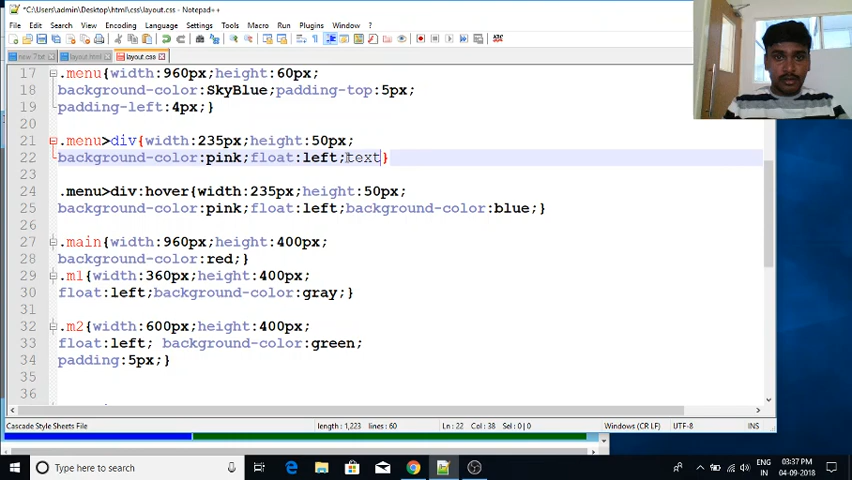 *C:\Users\admin\Desktop\html\css\layout.css - Notepad++
File Edit Search View Encoding Language Settings Tools Macro Run Plugins Window ?
layout.html layout.css
17 .menu{width:960px;height:60px;
18 background-color:SkyBlue;padding-top:5px;
19 padding-left:4px;}
20
21 .menu>div{width:235px;height:50px;
22 background-color:pink;float:left;text}
23
24 .menu>div:hover{width:235px;height:50px;
25 background-color:pink;float:left;background-color:blue;}
26
27 .main{width:960px;height:400px;
28 background-color:red;}
29 .m1{width:360px;height:400px;
30 float:left;background-color:gray;}
31
32 .m2{width:600px;height:400px;
33 float:left; background-color:green;
34 padding:5px;}
35
36
Cascade Style Sheets File length : 1,223 lines : 60 Ln : 22 Col : 38 Sel : 0 | 0 Windows (CR LF) UTF-8 INS
Type here to search ENG 03:37 PM
IN 04-09-2018